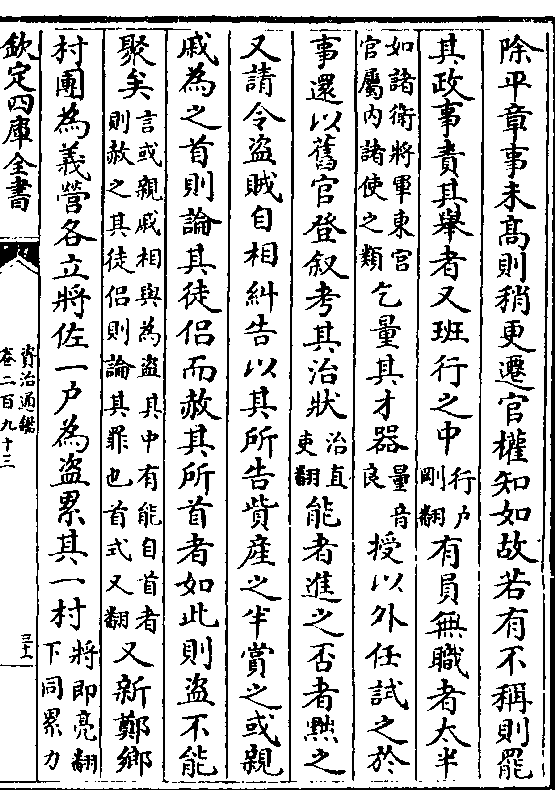 除平章事未高則稍更遷官權知如故若有不稱則罷
其政事責其舉者又班行之中行戶剛翻有員無職者太半
如諸衛將軍東宮官屬内諸使之類乞量其才器量音良授以外任試之於
事還以舊官登叙考其治狀治直吏翻能者進之否者黜之
又請令盜賊自相糾告以其所告貲產之半賞之或親
戚為之首則論其徒侣而赦其所首者如此則盜不能
聚矣言或親戚相與為盜其中有能自首者則赦之其徒侣則論其罪也首式又翻又新鄭鄉
村團為義營各立將佐一戶為盜累其一村將即亮翻下同累力
欽定四庫全書
資治通鑑
卷二百九十三
三十一